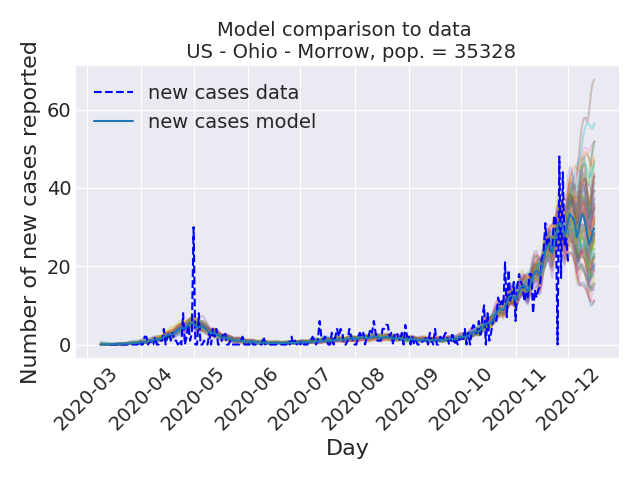 Model comparison to data
US - Ohio - Morrow, pop. = 35328
Number of new cases reported
60
40
20
0
new cases data
new cases model
2020-03
2020-04
2020-05
2020-06
2020-07
2020-08
2020-09
2020-10
2020-11
2020-12
Day